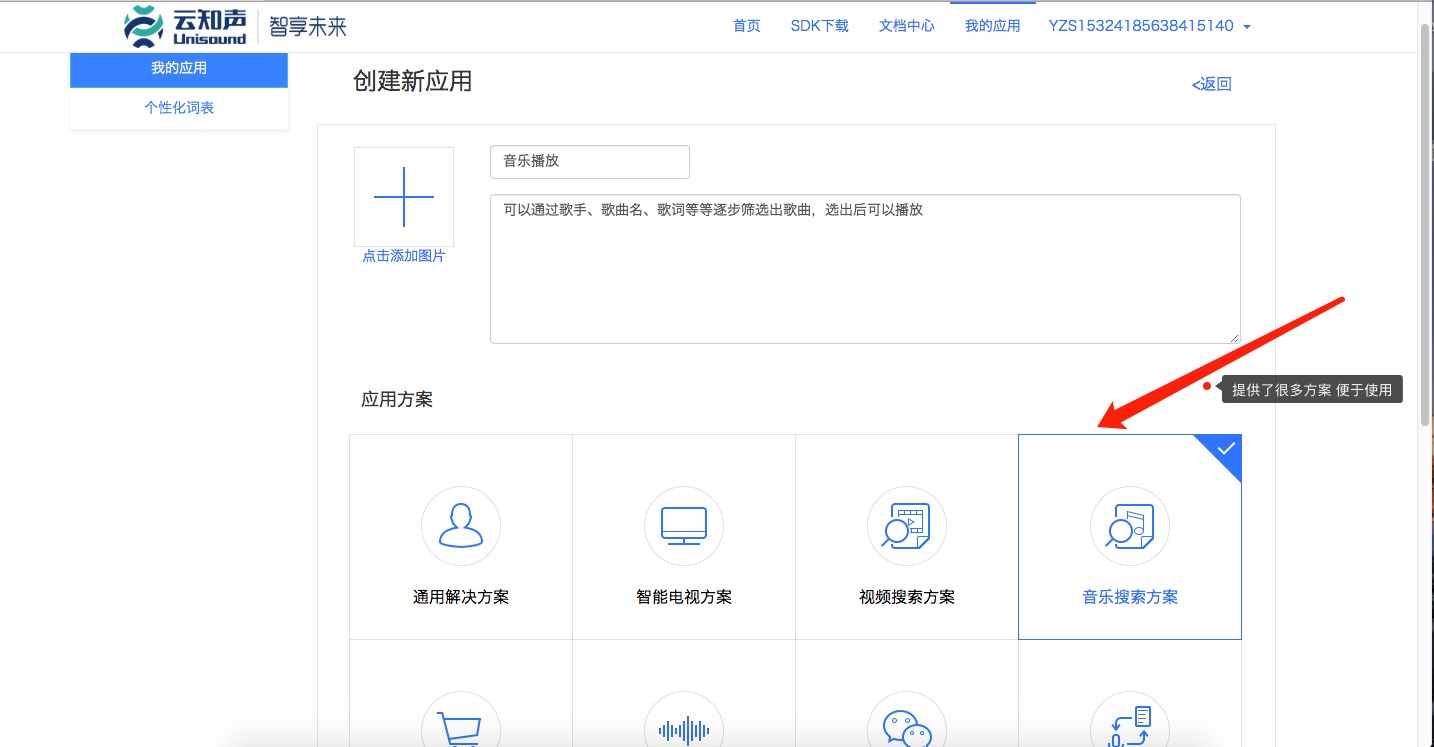 云知声 Unisound 智享未来
首页 SDK下载 文档中心 我的应用 YZS15324185638415140
我的应用
个性化词表
创建新应用
<返回
音乐播放
可以通过歌手、歌曲名、歌词等等逐步筛选出歌曲，选出后可以播放
点击添加图片
提供了很多方案 便于使用
应用方案
通用解决方案 智能电视方案 视频搜索方案 音乐搜索方案